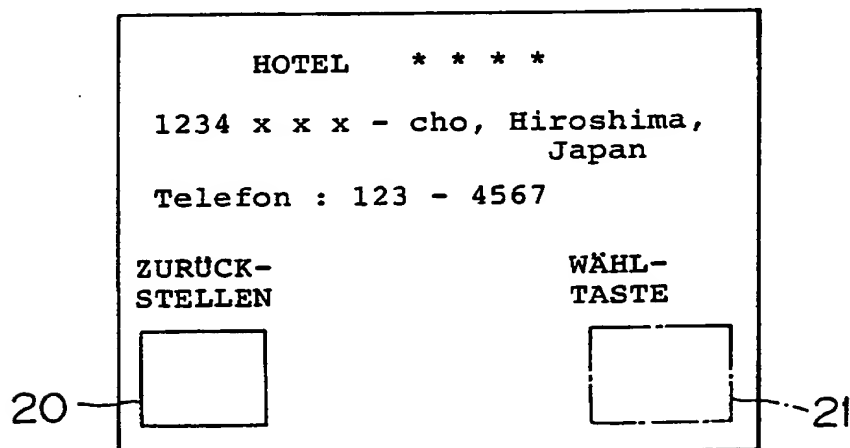 HOTEL * * * *
1234 x x x - cho, Hiroshima,
Japan
Telefon : 123 - 4567
ZURÜCK-
STELLEN
WÄHL-
TASTE
20
21